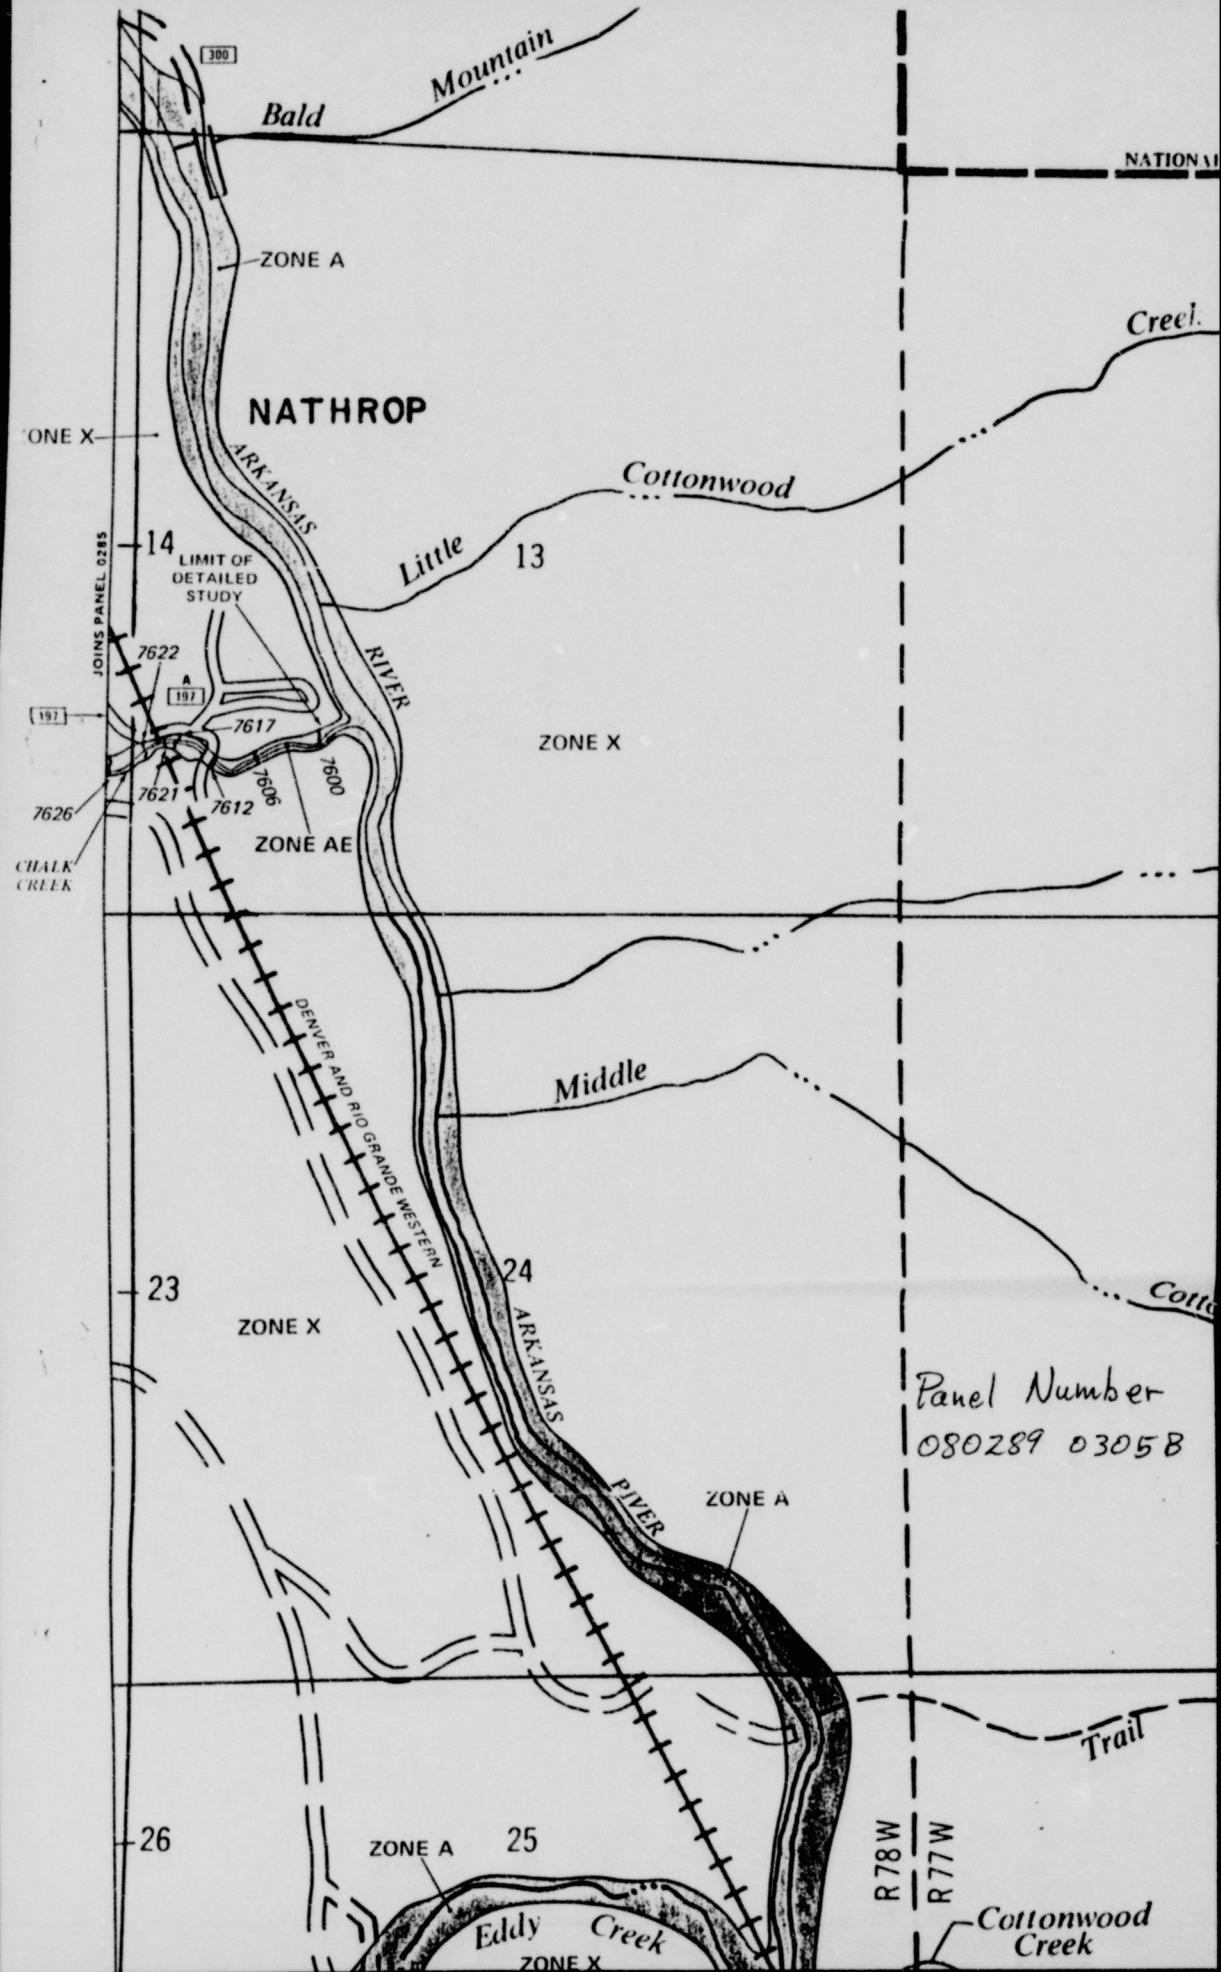 300
Bald Mountain
NATIONAL
ZONE A
Creek
NATHROP
ZONE X
ARKANSAS
Little Cottonwood
13
14
LIMIT OF
DETAILED
STUDY
JOINS PANEL 0285
RIVER
7622
A
197
197
7617
ZONE X
7626
7621
7612
7606
7600
ZONE AE
CHALK
CREEK
DENVER AND RIO GRANDE WESTERN
Middle
23
24
Cotto
ZONE X
ARKANSAS
Panel Number
080289 0305B
RIVER
ZONE A
Trail
26
ZONE A
25
R 78 W
R 77 W
Eddy Creek
Cottonwood
Creek
ZONE X